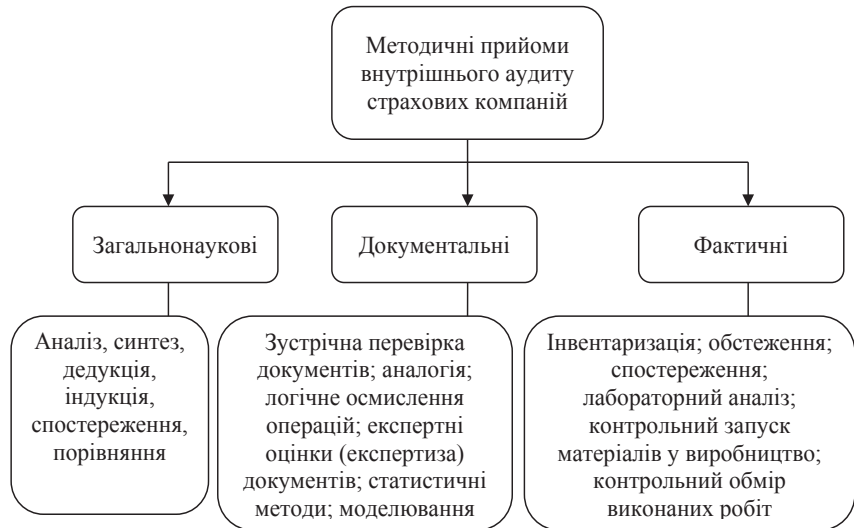 Методичні прийоми
внутрішнього аудиту
страхових компаній
Загальнонаукові
Документальні
Фактичні
Аналіз, синтез,
дедукція,
індукція,
спостереження,
порівняння
Зустрічна перевірка
документів; аналогія;
логічне осмислення
операцій; експертні
оцінки (експертиза)
документів; статистичні
методи; моделювання
Інвентаризація; обстеження;
спостереження;
лабораторний аналіз;
контрольний запуск
матеріалів у виробництво;
контрольний обмір
виконаних робіт